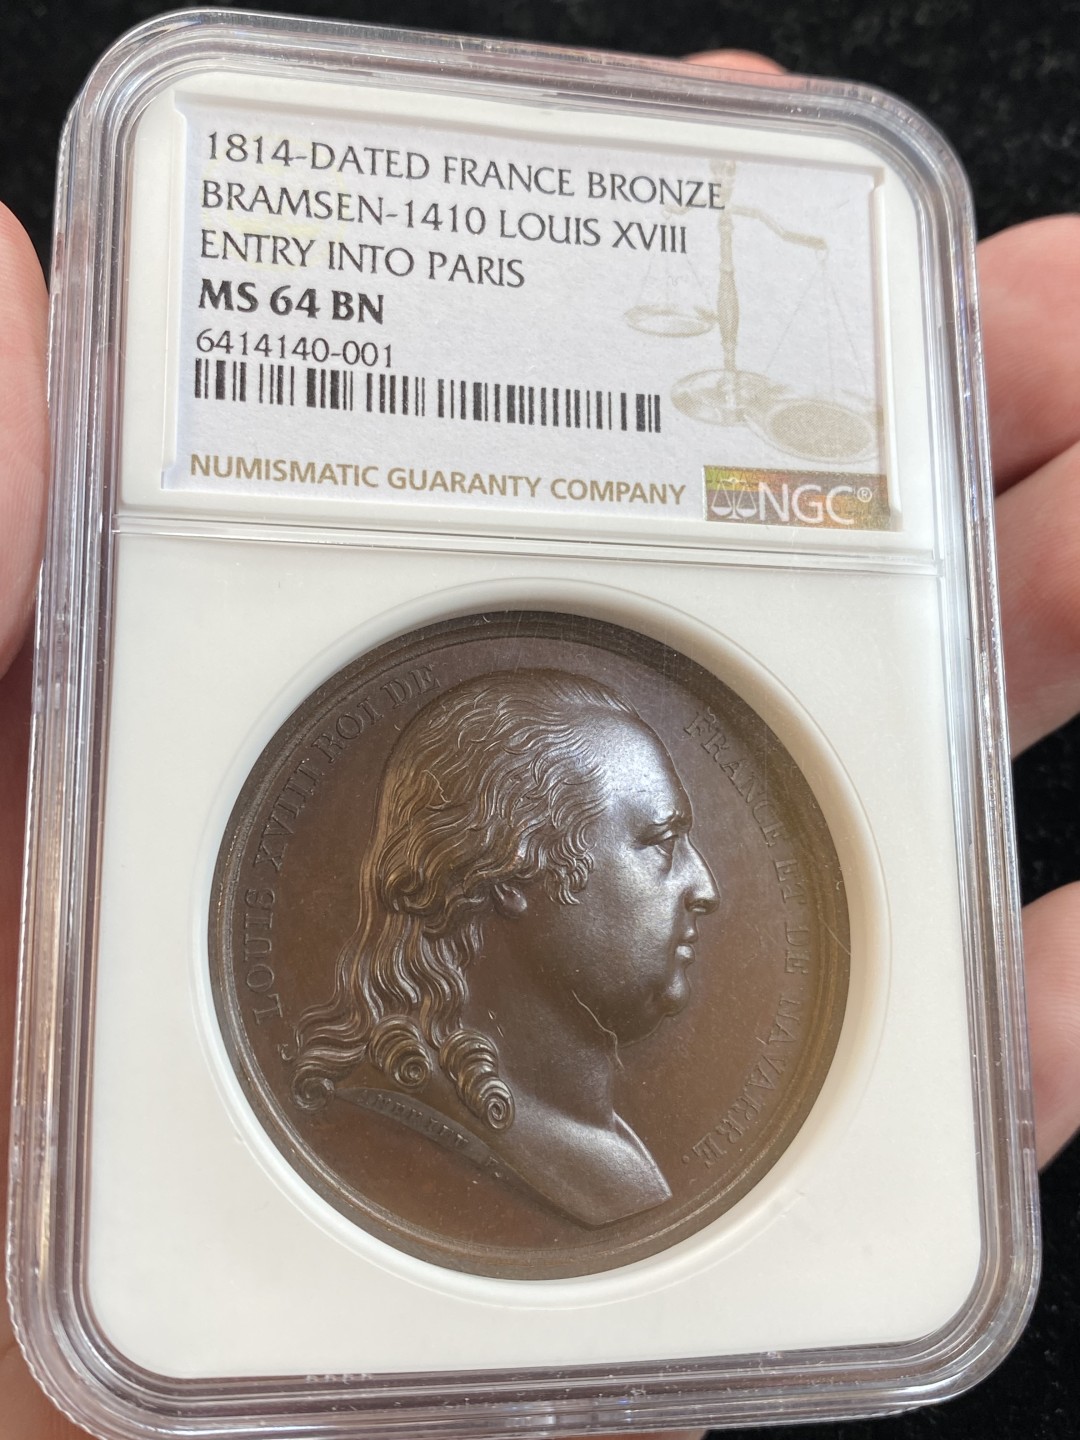 1814-DATED FRANCE BRONZE
BRAMSEN-1410 LOUIS XVIII
ENTRY INTO PARIS
MS 64 BN
6414140-001
NUMISMATIC GUARANTY COMPANY
NGC®
LOUIS XVIII ROI DE
FRANCE ET DE NAVARRE.